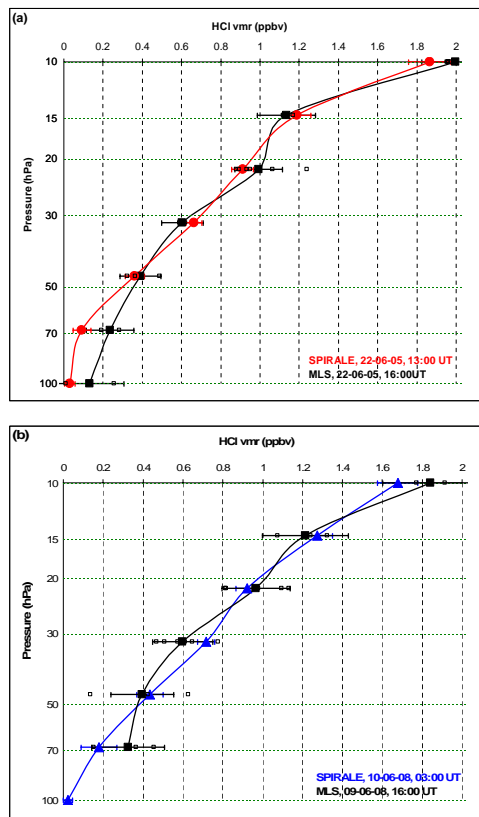 (a)
HCl vmr (ppbv)
0 0.2 0.4 0.6 0.8 1 1.2 1.4 1.6 1.8 2
10
15
20
30
50
70
100
Pressure (hPa)
SPIRALE, 22-06-05, 13:00 UT
MLS, 22-06-05, 16:00UT
(b)
HCl vmr (ppbv)
0 0.2 0.4 0.6 0.8 1 1.2 1.4 1.6 1.8 2
10
15
20
30
50
70
100
Pressure (hPa)
SPIRALE, 10-06-08, 03:00 UT
MLS, 09-06-08, 16:00 UT